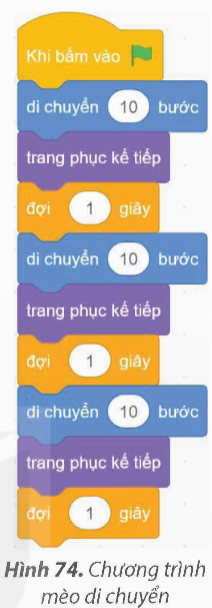 Khi bấm vào
di chuyển 10 bước
trang phục kế tiếp
đợi 1 giây
di chuyển 10 bước
trang phục kế tiếp
đợi 1 giây
di chuyển 10 bước
trang phục kế tiếp
đợi 1 giây
Hình 74. Chương trình
mèo di chuyển